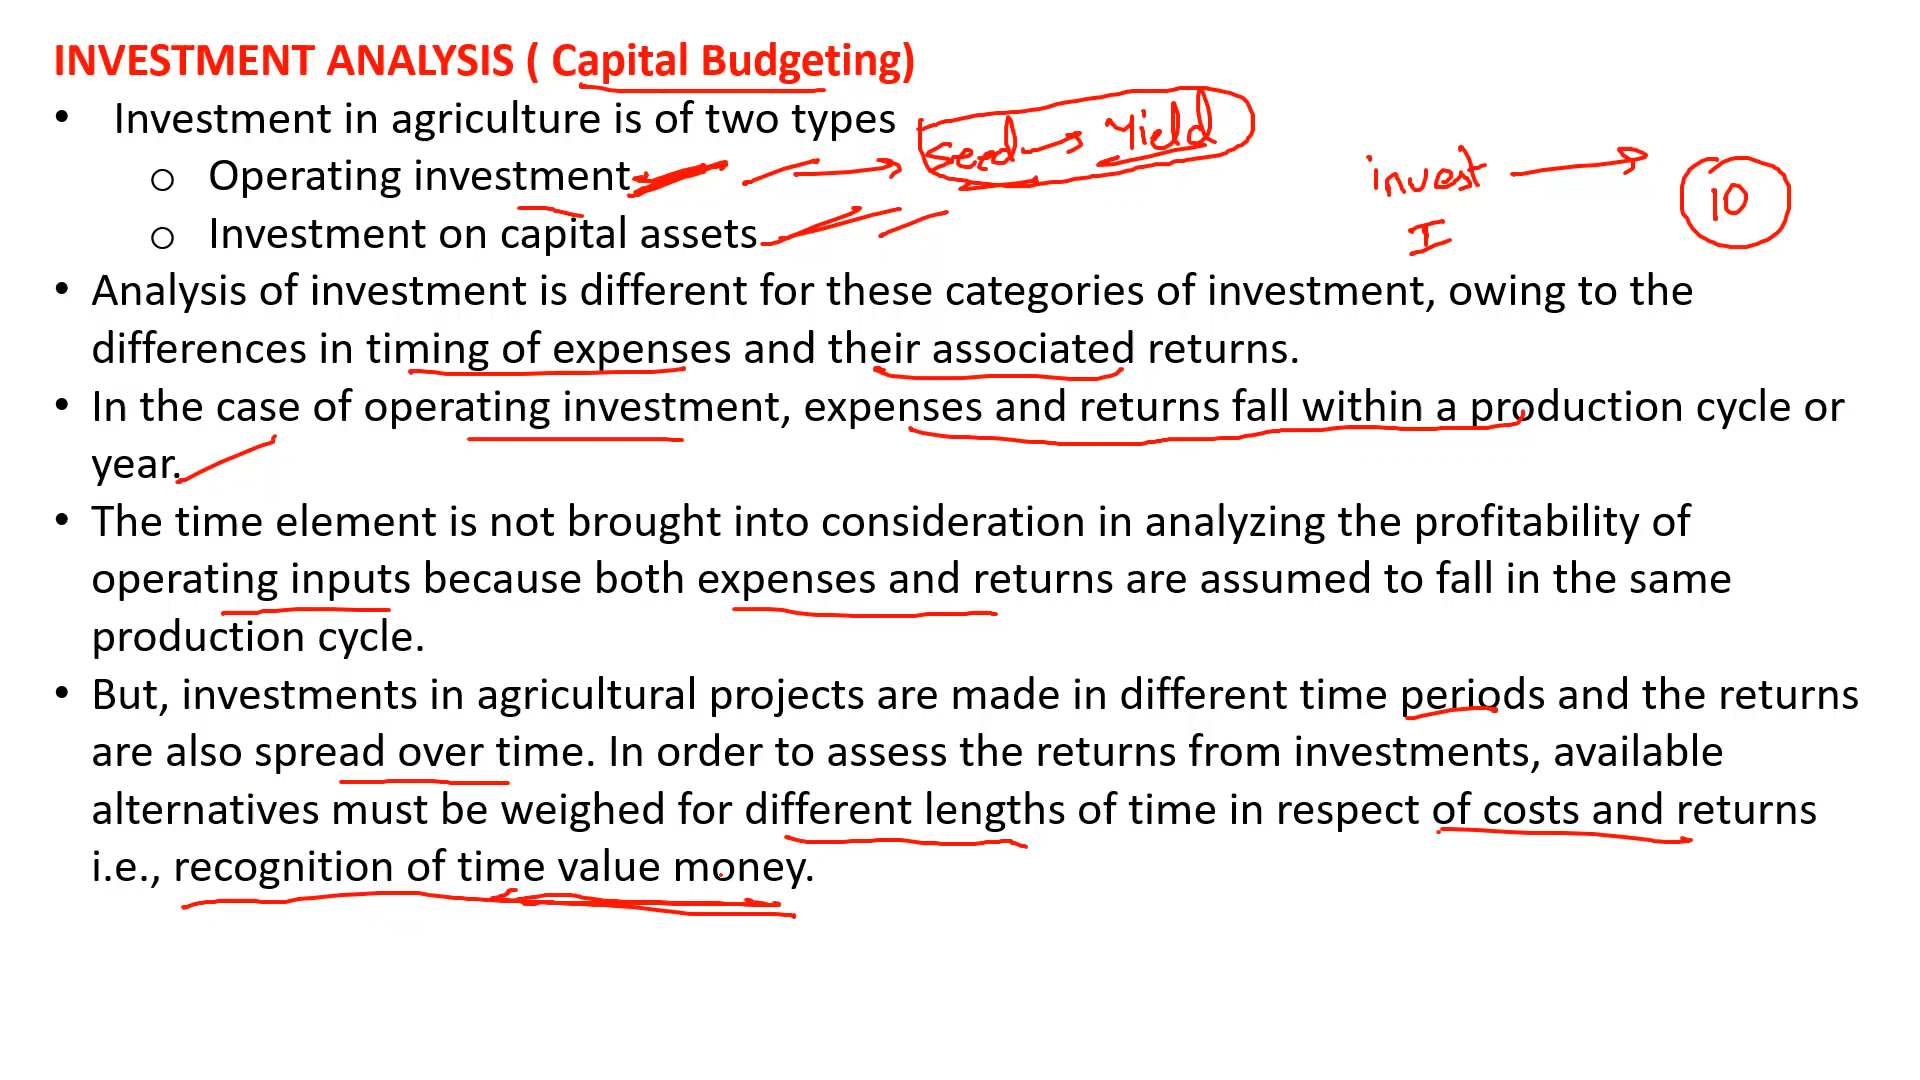 INVESTMENT ANALYSIS ( Capital Budgeting)
• Investment in agriculture is of two types
seed → Yield
o Operating investment
invest → 10
I
o Investment on capital assets
• Analysis of investment is different for these categories of investment, owing to the
differences in timing of expenses and their associated returns.
• In the case of operating investment, expenses and returns fall within a production cycle or
year.
• The time element is not brought into consideration in analyzing the profitability of
operating inputs because both expenses and returns are assumed to fall in the same
production cycle.
• But, investments in agricultural projects are made in different time periods and the returns
are also spread over time. In order to assess the returns from investments, available
alternatives must be weighed for different lengths of time in respect of costs and returns
i.e., recognition of time value money.